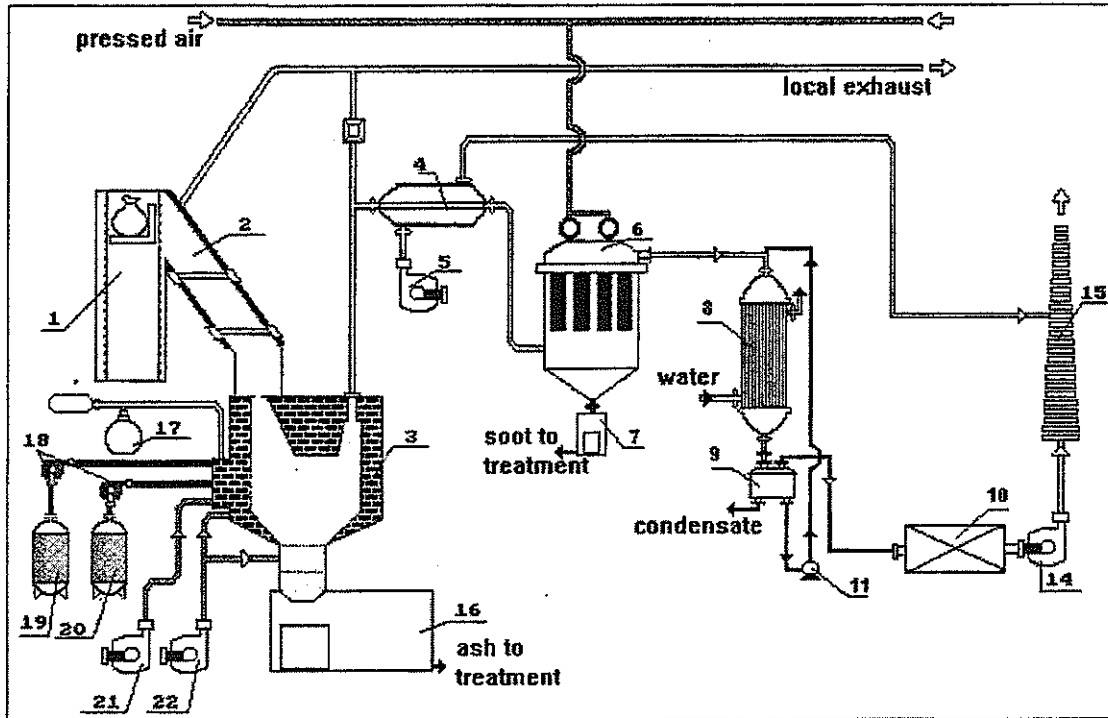 pressed air
local exhaust
4
2
6
5
1
8
15
water
17
3
18
soot to
treatment
7
9
condensate
10
11
14
19
20
16
ash to
treatment
21
22